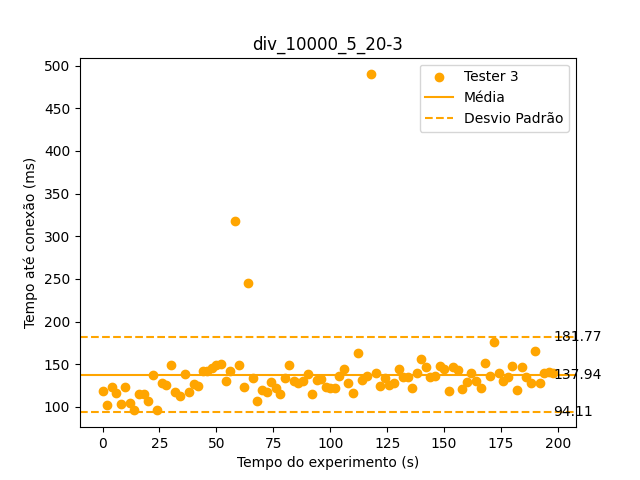 div_10000_5_20-3
500
450
400
350
300
250
200
150
100
Tempo até conexão (ms)
Tester 3
Média
Desvio Padrão
181.77
137.94
94.11
0 25 50 75 100 125 150 175 200
Tempo do experimento (s)